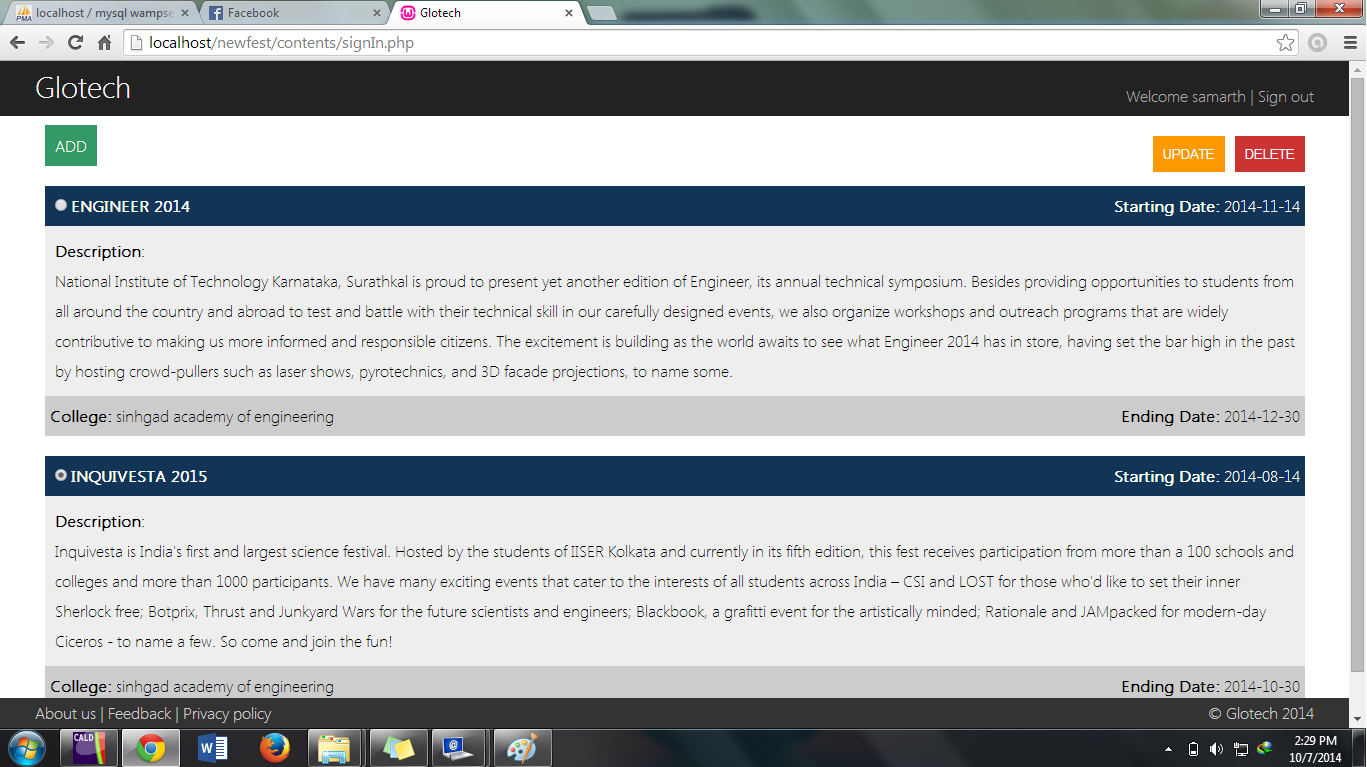 localhost / mysql wampse
Facebook
Glotech
localhost/newfest/contents/signIn.php
Glotech
Welcome samarth | Sign out
ADD
UPDATE DELETE
ENGINEER 2014 Starting Date: 2014-11-14
Description:
National Institute of Technology Karnataka, Surathkal is proud to present yet another edition of Engineer, its annual technical symposium. Besides providing opportunities to students from
all around the country and abroad to test and battle with their technical skill in our carefully designed events, we also organize workshops and outreach programs that are widely
contributive to making us more informed and responsible citizens. The excitement is building as the world awaits to see what Engineer 2014 has in store, having set the bar high in the past
by hosting crowd-pullers such as laser shows, pyrotechnics, and 3D facade projections, to name some.
College: sinhgad academy of engineering Ending Date: 2014-12-30
INQUIVESTA 2015 Starting Date: 2014-08-14
Description:
Inquivesta is India's first and largest science festival. Hosted by the students of IISER Kolkata and currently in its fifth edition, this fest receives participation from more than a 100 schools and
colleges and more than 1000 participants. We have many exciting events that cater to the interests of all students across India – CSI and LOST for those who'd like to set their inner
Sherlock free; Botprix, Thrust and Junkyard Wars for the future scientists and engineers; Blackbook, a grafitti event for the artistically minded; Rationale and JAMpacked for modern-day
Ciceros - to name a few. So come and join the fun!
College: sinhgad academy of engineering Ending Date: 2014-10-30
About us | Feedback | Privacy policy © Glotech 2014
CALD
2:29 PM
10/7/2014